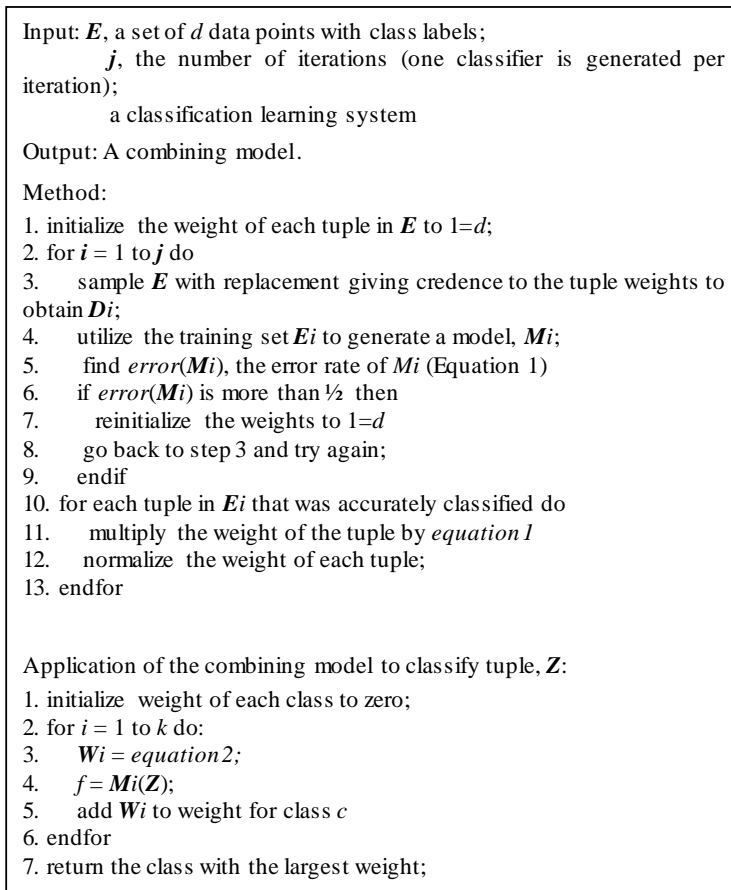 Input: E, a set of d data points with class labels;
j, the number of iterations (one classifier is generated per
iteration);
a classification learning system
Output: A combining model.
Method:
1. initialize the weight of each tuple in E to 1=d;
2. for i = 1 to j do
3. sample E with replacement giving credence to the tuple weights to
obtain Di;
4. utilize the training set Ei to generate a model, Mi;
5. find error(Mi), the error rate of Mi (Equation 1)
6. if error(Mi) is more than ½ then
7. reinitialize the weights to 1=d
8. go back to step 3 and try again;
9. endif
10. for each tuple in Ei that was accurately classified do
11. multiply the weight of the tuple by equation1
12. normalize the weight of each tuple;
13. endfor
Application of the combining model to classify tuple, Z:
1. initialize weight of each class to zero;
2. for i = 1 to k do:
3. Wi = equation2;
4. f = Mi(Z);
5. add Wi to weight for class c
6. endfor
7. return the class with the largest weight;